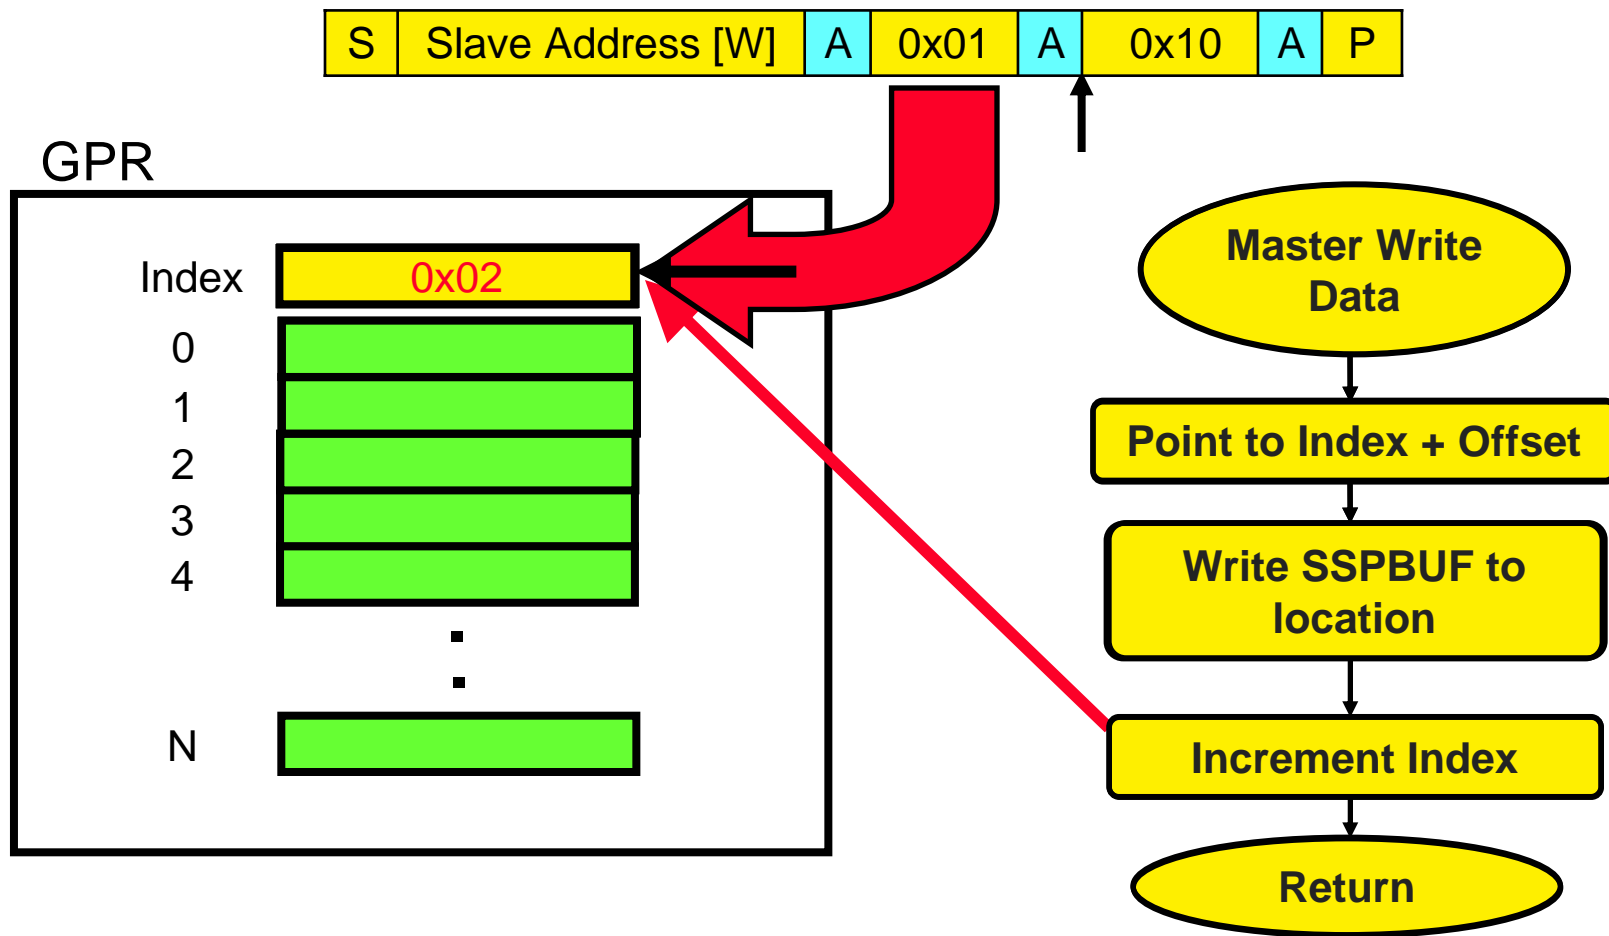 S Slave Address [W] A 0x01 A 0x10 A P
GPR
Index 0x02
0
1
2
3
4
N
Master Write
Data
Point to Index + Offset
Write SSPBUF to
location
Increment Index
Return